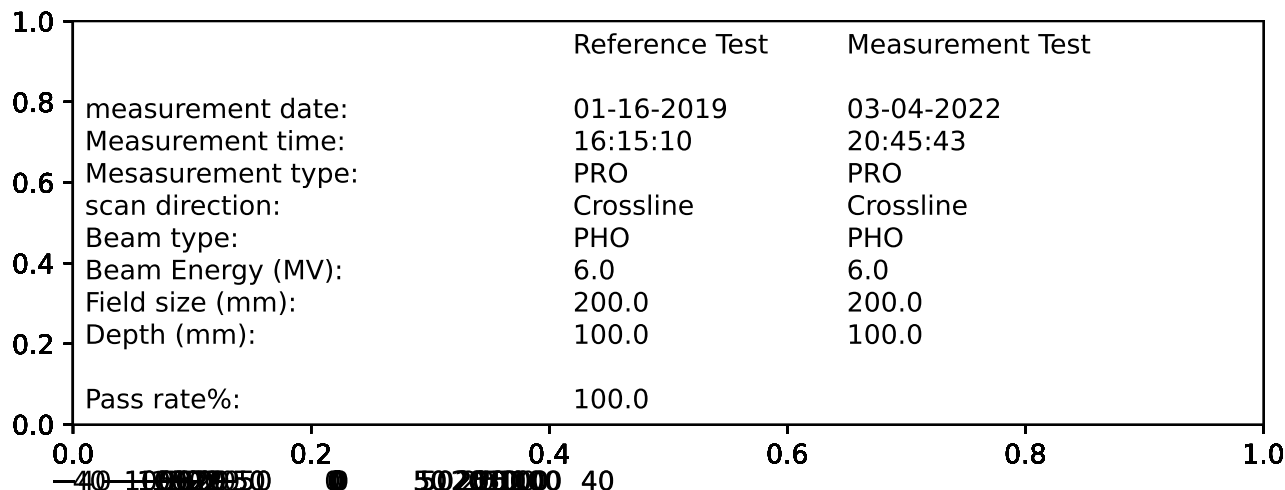 1.0
Reference Test Measurement Test
0.8
measurement date: 01-16-2019 03-04-2022
Measurement time: 16:15:10 20:45:43
Mesasurement type: PRO PRO
0.6
scan direction: Crossline Crossline
Beam type: PHO PHO
0.4
Beam Energy (MV): 6.0 6.0
Field size (mm): 200.0 200.0
0.2
Depth (mm): 100.0 100.0
Pass rate%: 100.0
0.0
0.0 0.2 0.4 0.6 0.8 1.0
40